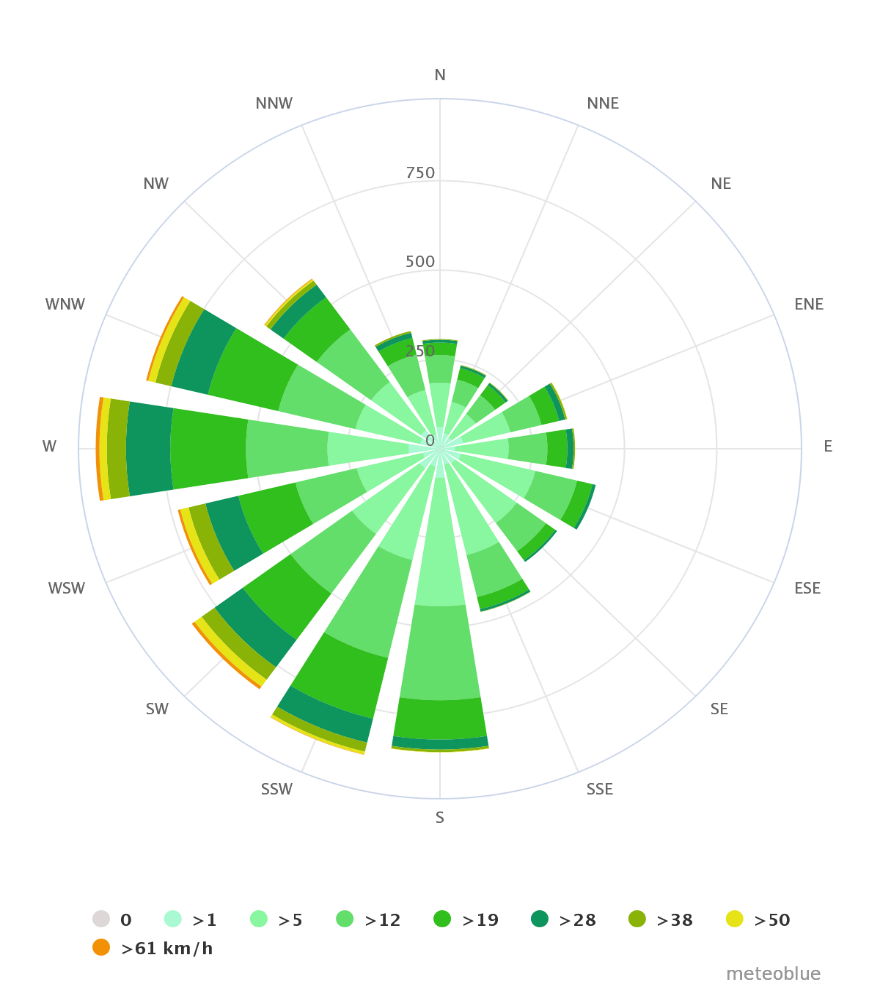 N
NNW
NNE
NW
NE
WNW
ENE
W
E
WSW
ESE
SW
SE
SSW
SSE
S
750
500
250
0
0 >1 >5 >12 >19 >28 >38 >50
>61 km/h
meteoblue